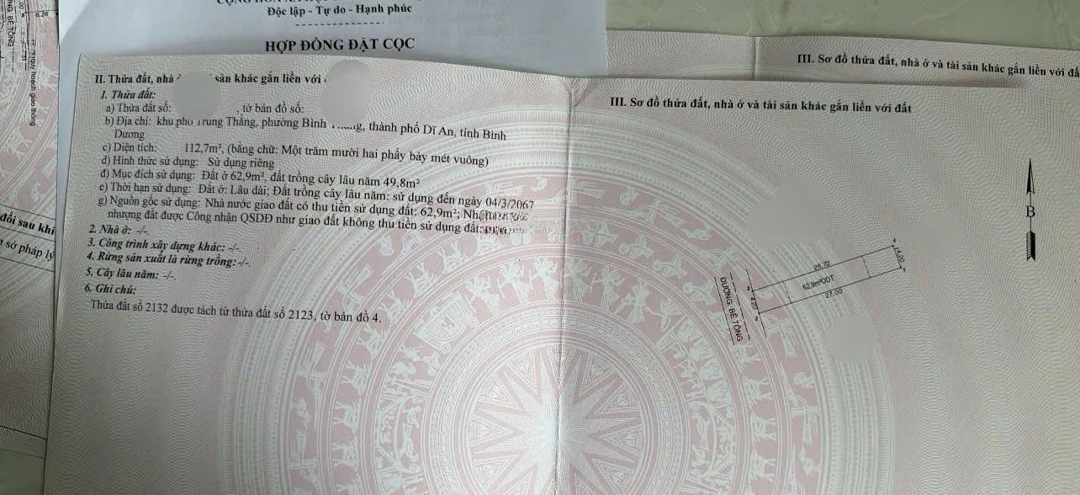 Độc lập - Tự do - Hạnh phúc
HỢP ĐỒNG ĐẶT CỌC
III. Sơ đồ thửa đất, nhà ở và tài sản khác gắn liền với đấ
II. Thửa đất, nhà sản khác gắn liền với
1. Thửa đất:
a) Thửa đất số: , tờ bản đồ số:
b) Địa chỉ: khu phố Trung Thắng, phường Bình thành phố Dĩ An, tỉnh Bình
Dương
c) Diện tích: 112,7m², (bằng chữ: Một trăm mười hai phẩy bảy mét vuông)
d) Hình thức sử dụng: Sử dụng riêng
đ) Mục đích sử dụng: Đất ở 62,9m², đất trồng cây lâu năm 49,8m²
e) Thời hạn sử dụng: Đất ở: Lâu dài; Đất trồng cây lâu năm: sử dụng đến ngày 04/3/2067
g) Nguồn gốc sử dụng: Nhà nước giao đất có thu tiền sử dụng đất: 62,9m²;
nhượng đất được Công nhận QSDĐ như giao đất không thu tiền sử dụng đất:
2. Nhà ở: -/-.
3. Công trình xây dựng khác: -/-.
4. Rừng sản xuất là rừng trồng: -/-.
5. Cây lâu năm: -/-.
6. Ghi chú:
Thửa đất số 2132 được tách từ thửa đất số 2123, tờ bản đồ 4.
III. Sơ đồ thửa đất, nhà ở và tài sản khác gắn liền với đất
B
ĐƯỜNG BÊ TÔNG
62.9m²ODT
27.00
đổi sau khi
sở pháp lý